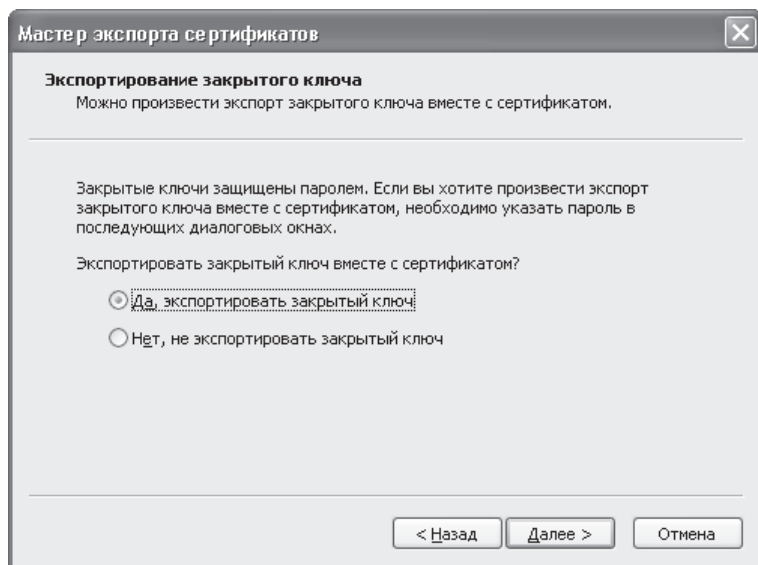 Мастер экспорта сертификатов
Экспортирование закрытого ключа
Можно произвести экспорт закрытого ключа вместе с сертификатом.
Закрытые ключи защищены паролем. Если вы хотите произвести экспорт
закрытого ключа вместе с сертификатом, необходимо указать пароль в
последующих диалоговых окнах.
Экспортировать закрытый ключ вместе с сертификатом?
Да, экспортировать закрытый ключ
Нет, не экспортировать закрытый ключ
< Назад Далее > Отмена